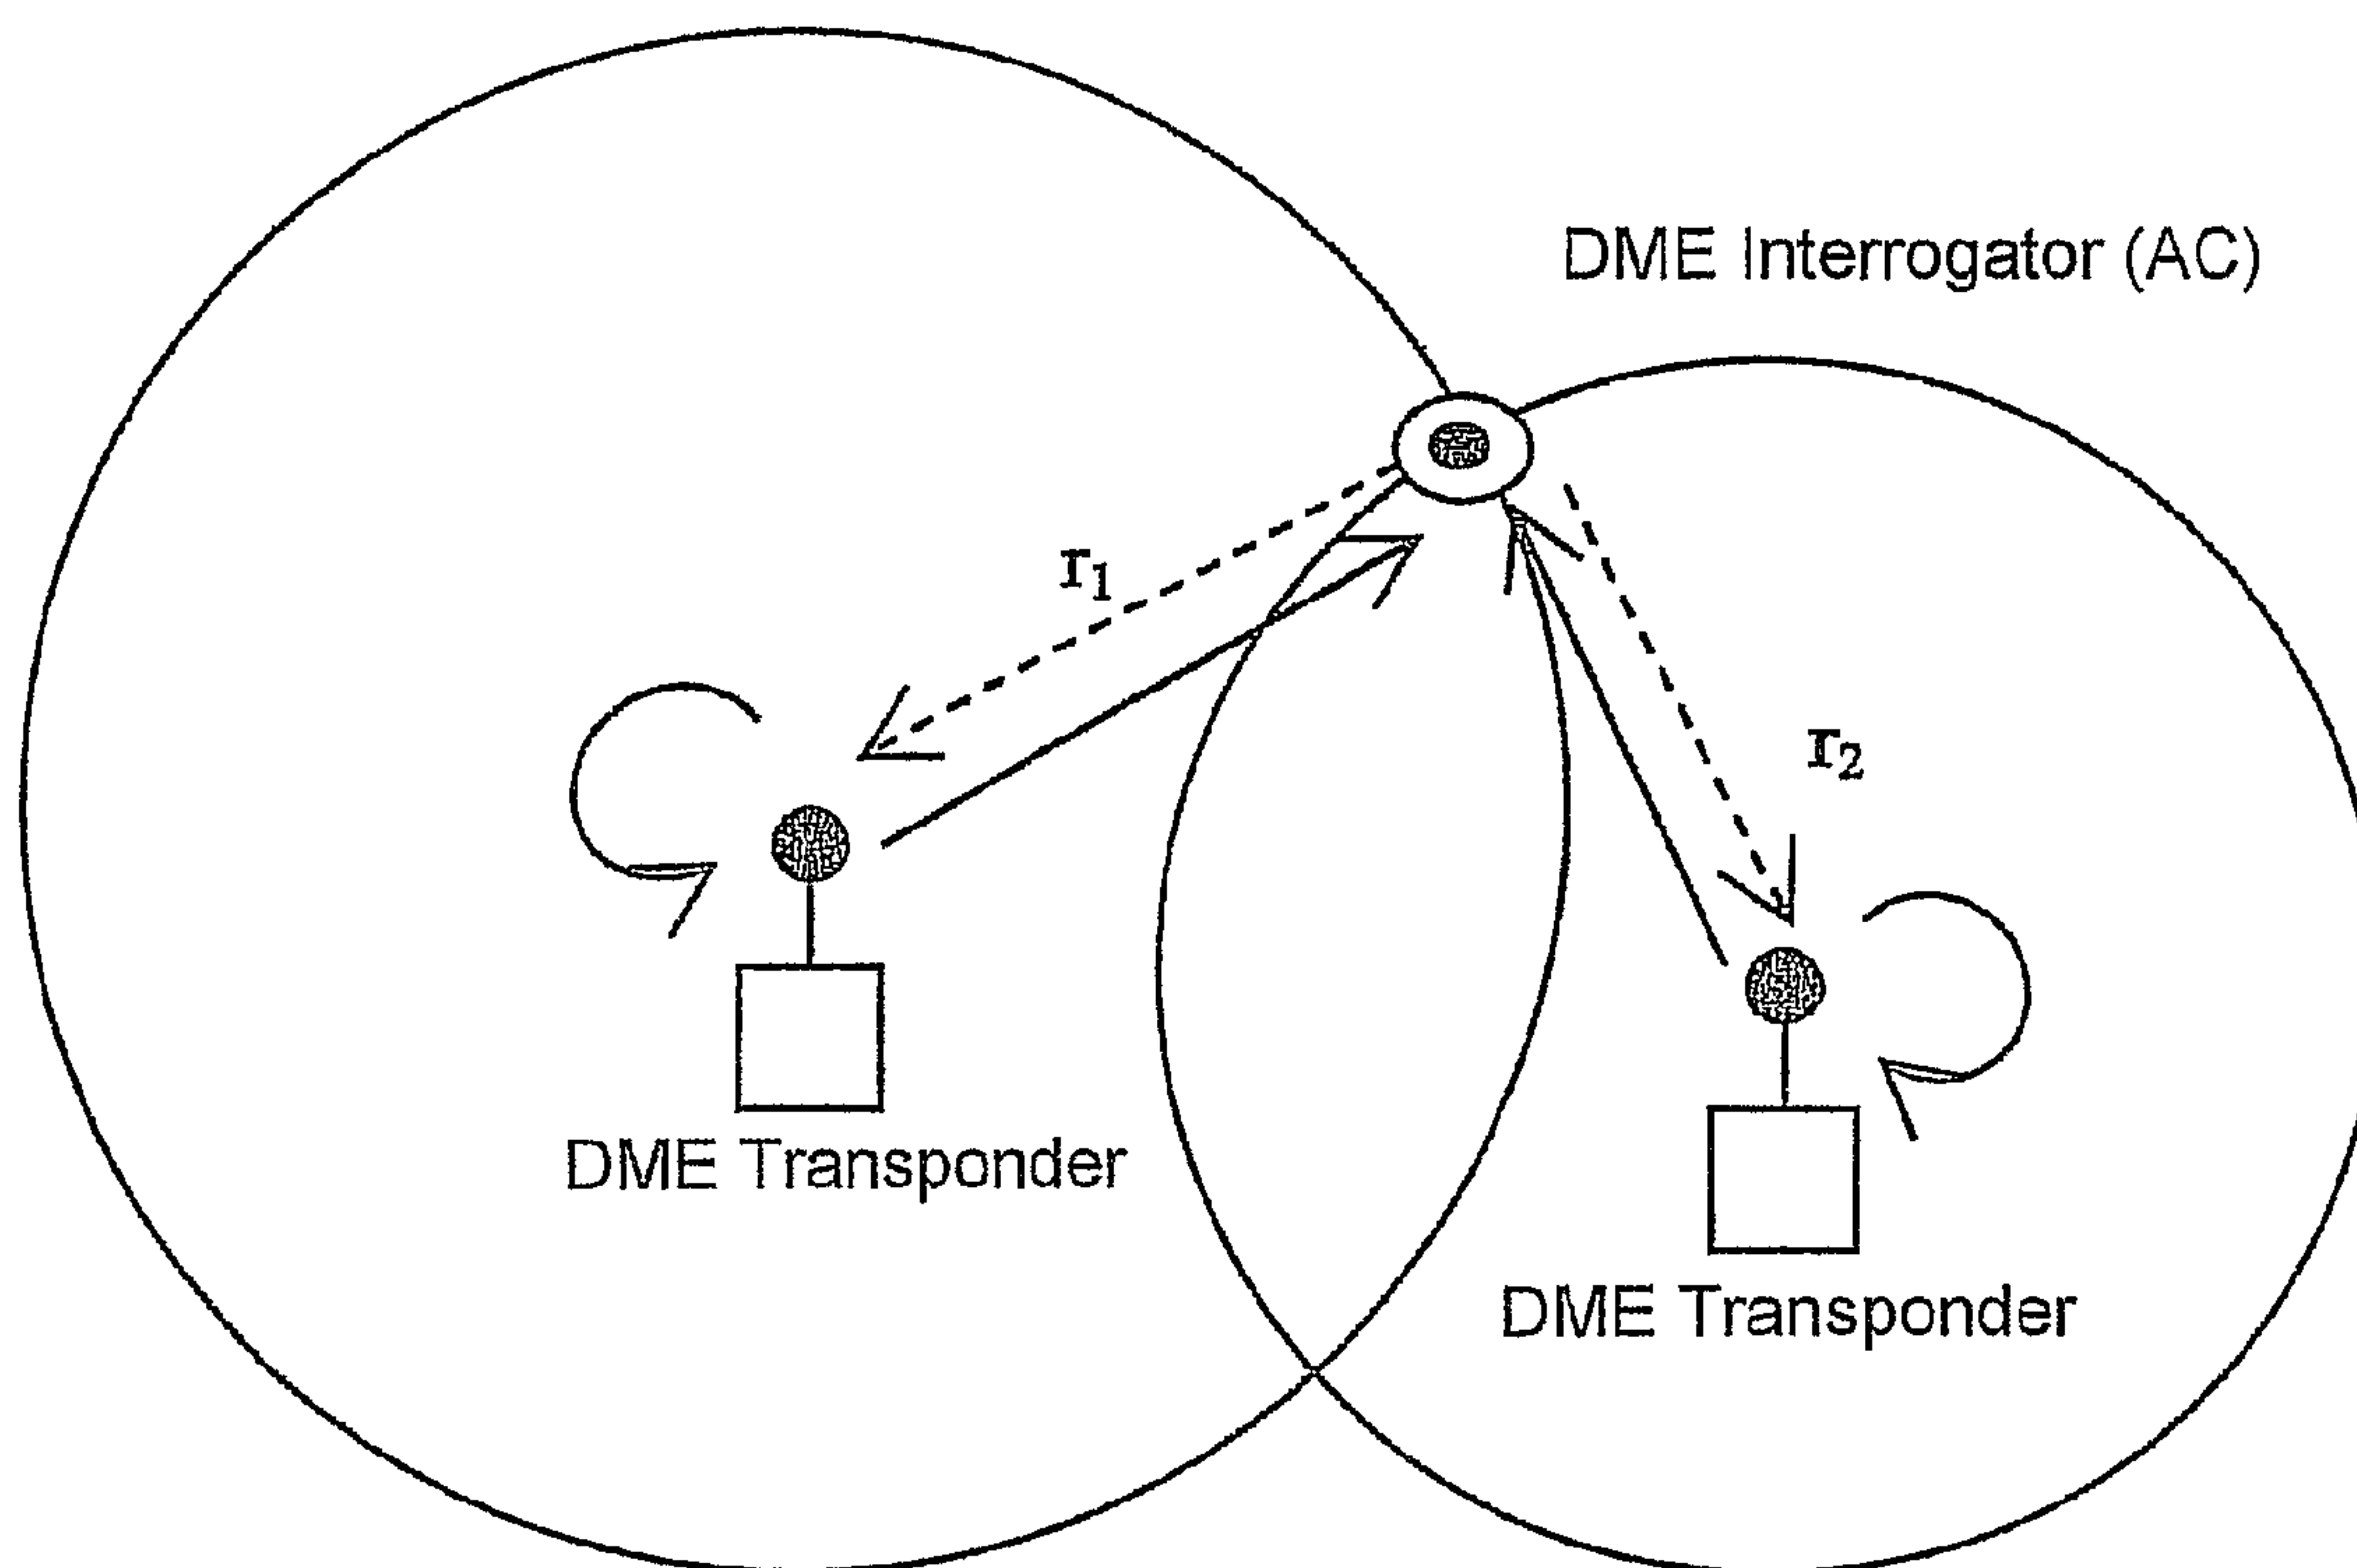 DME Interrogator (AC)
r₁
r₂
DME Transponder
DME Transponder